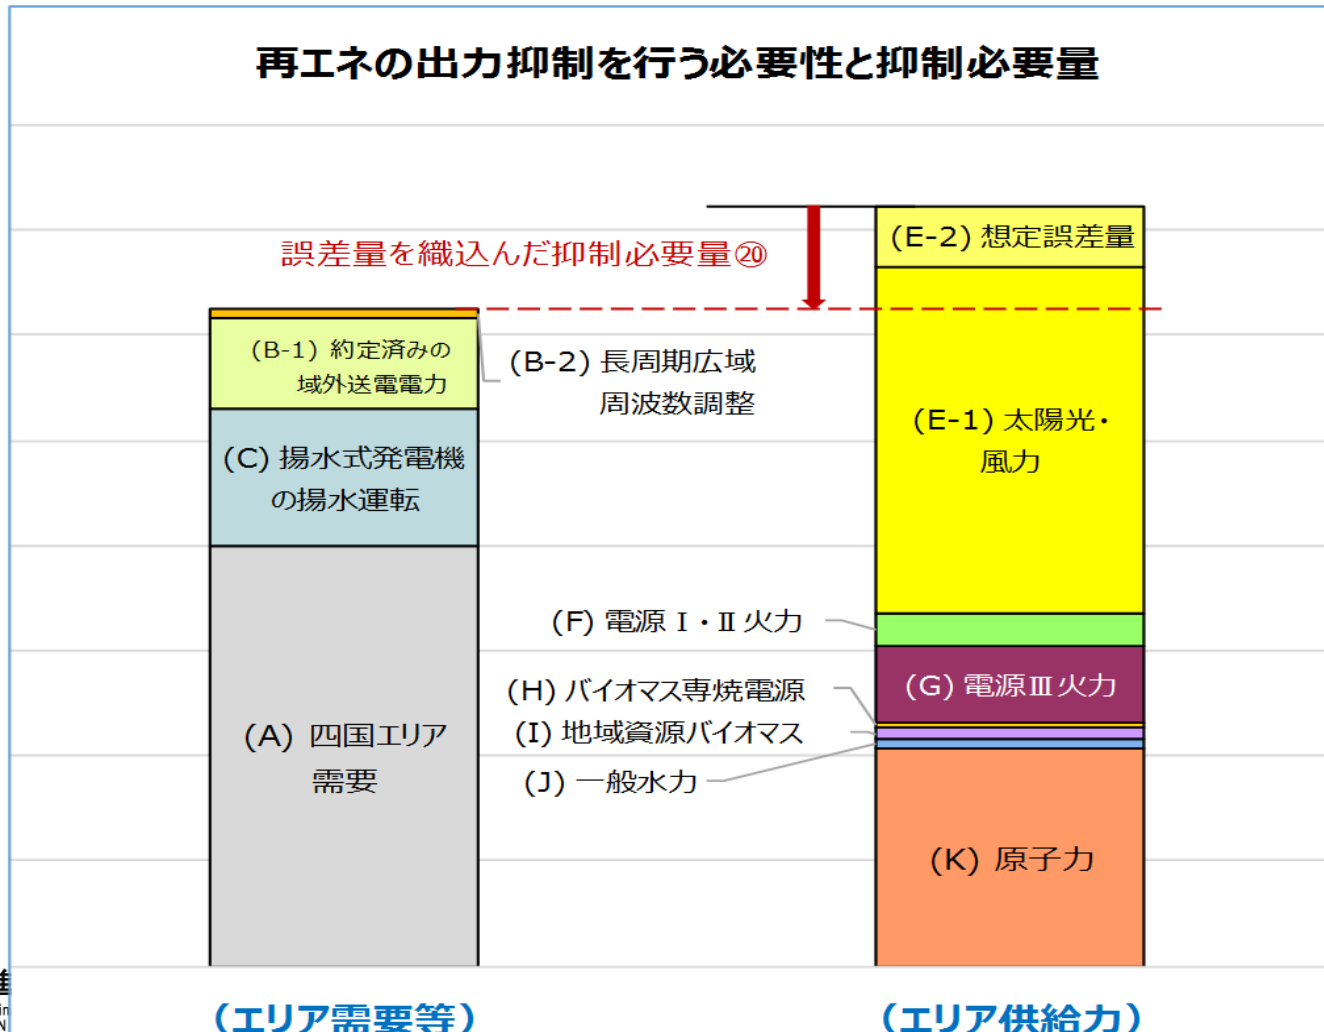 再エネの出力抑制を行う必要性と抑制必要量
(E-2) 想定誤差量
誤差量を織込んだ抑制必要量⑳
(B-1) 約定済みの
域外送電電力
(B-2) 長周期広域
周波数調整
(C) 揚水式発電機
の揚水運転
(E-1) 太陽光・
風力
(F) 電源Ⅰ・Ⅱ火力
(G) 電源Ⅲ火力
(H) バイオマス専焼電源
(I) 地域資源バイオマス
(J) 一般水力
(A) 四国エリア
需要
(K) 原子力
(エリア需要等)
(エリア供給力)